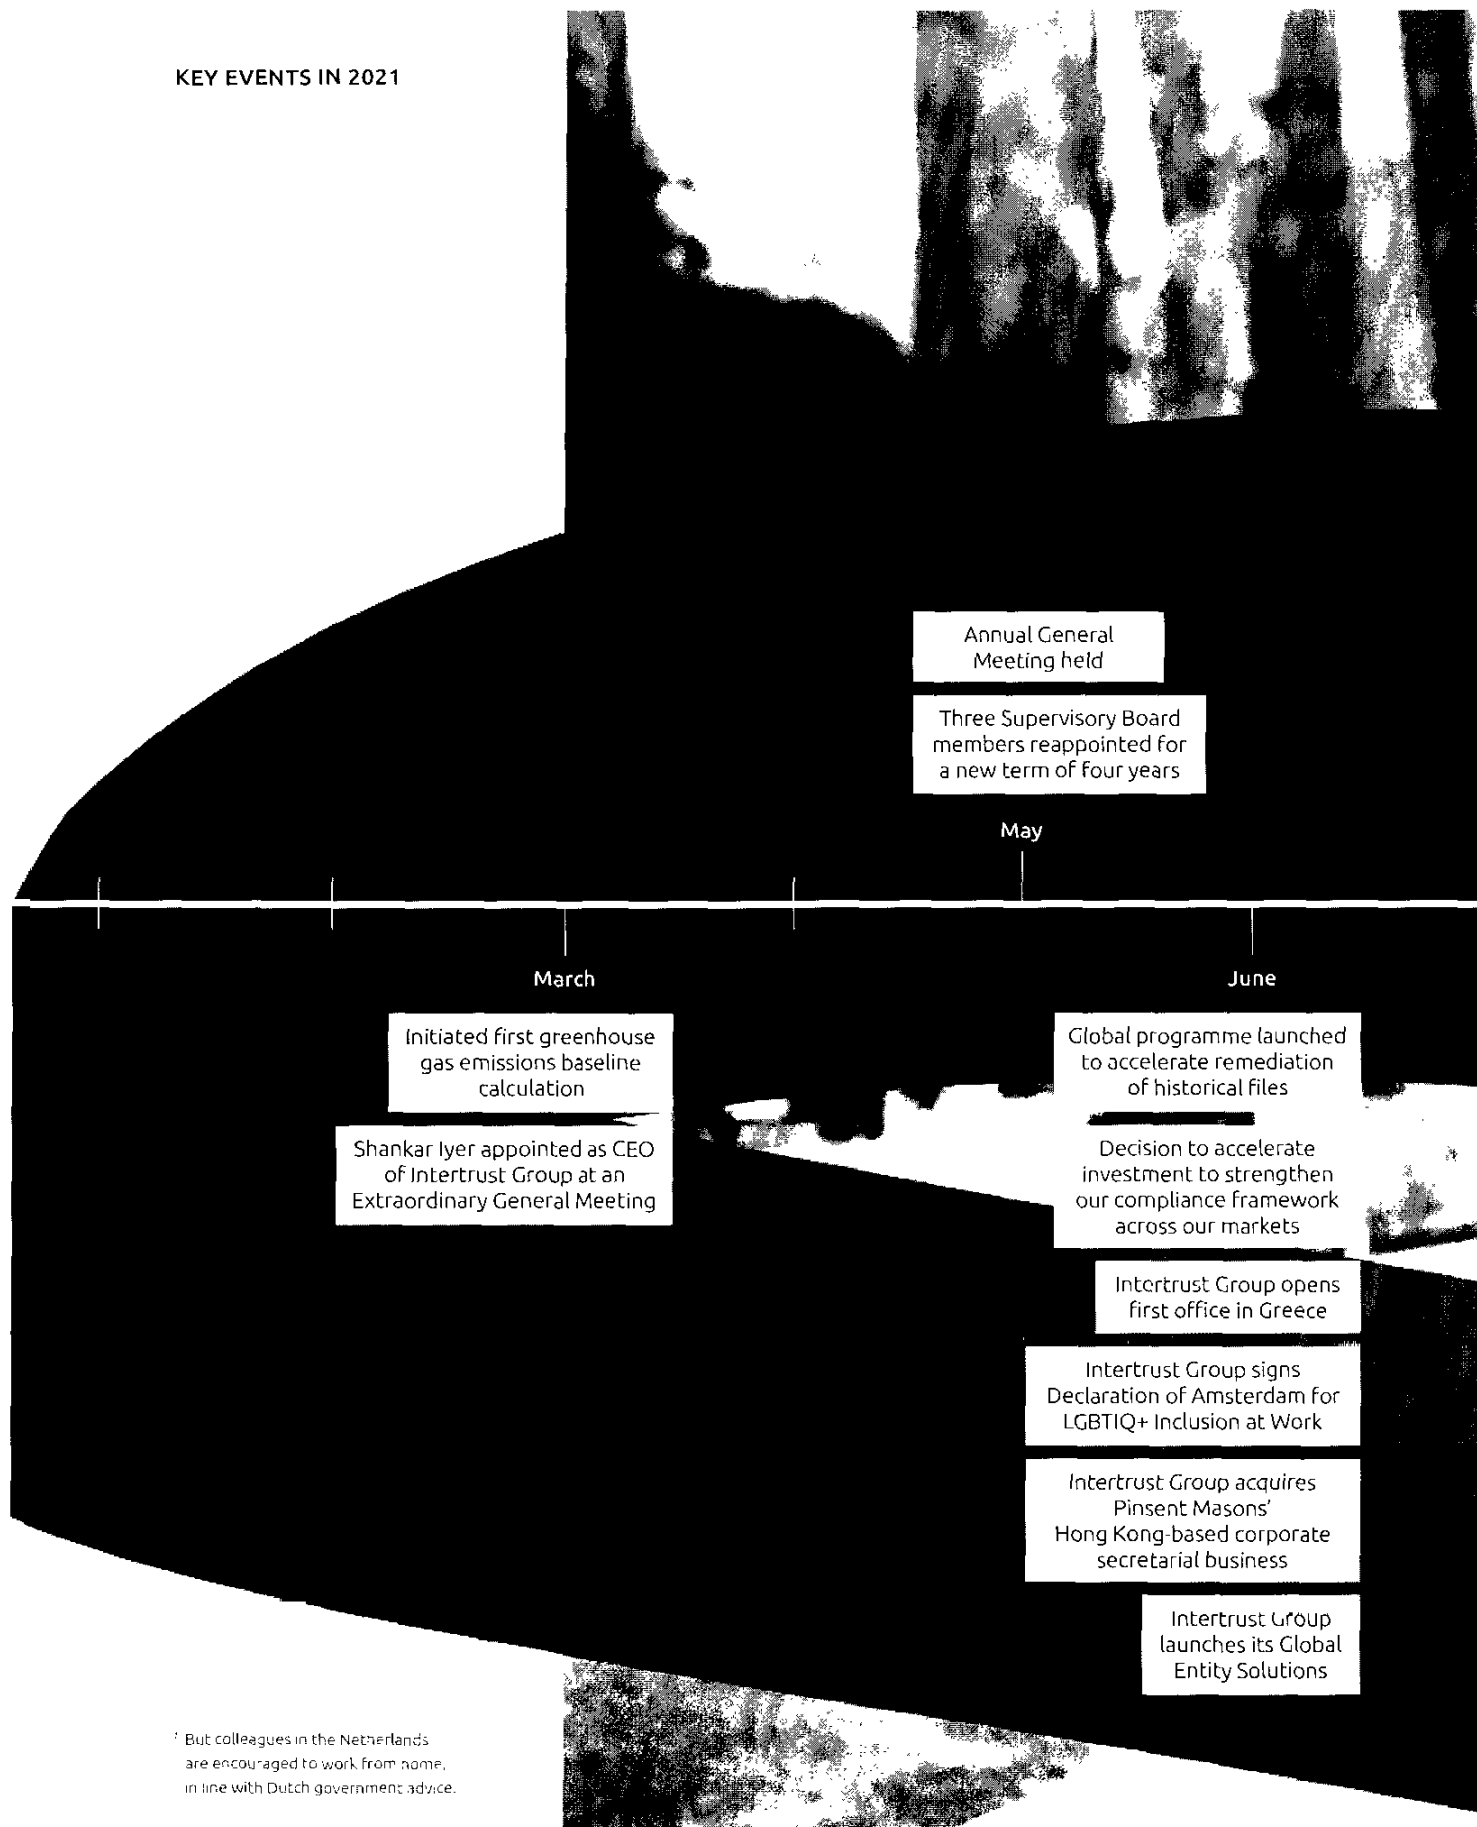 KEY EVENTS IN 2021
Annual General
Meeting held
Three Supervisory Board
members reappointed for
a new term of four years
May
March
June
Initiated first greenhouse
gas emissions baseline
calculation
Shankar Iyer appointed as CEO
of Intertrust Group at an
Extraordinary General Meeting
Global programme launched
to accelerate remediation
of historical files
Decision to accelerate
investment to strengthen
our compliance framework
across our markets
Intertrust Group opens
first office in Greece
Intertrust Group signs
Declaration of Amsterdam for
LGBTIQ+ Inclusion at Work
Intertrust Group acquires
Pinsent Masons'
Hong Kong-based corporate
secretarial business
Intertrust Group
launches its Global
Entity Solutions
But colleagues in the Netherlands
are encouraged to work from home,
in line with Dutch government advice.